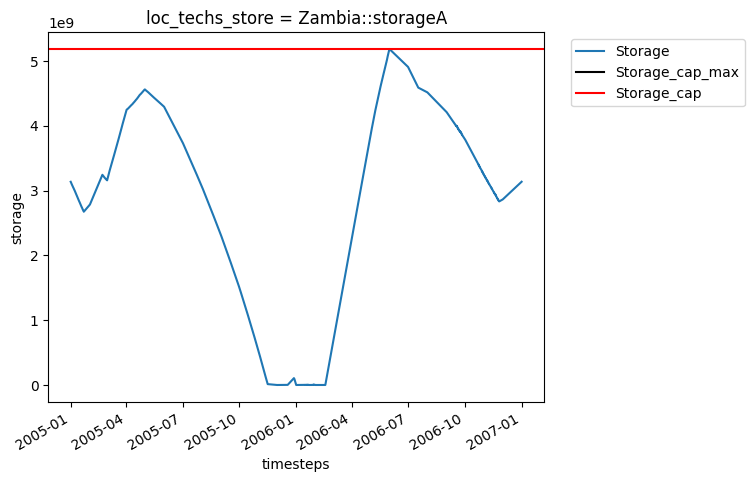 loc_techs_store = Zambia::storageA
1e9
5
4
3
2
1
0
storage
2005-01
2005-04
2005-07
2005-10
2006-01
2006-04
2006-07
2006-10
2007-01
timesteps
Storage
Storage_cap_max
Storage_cap